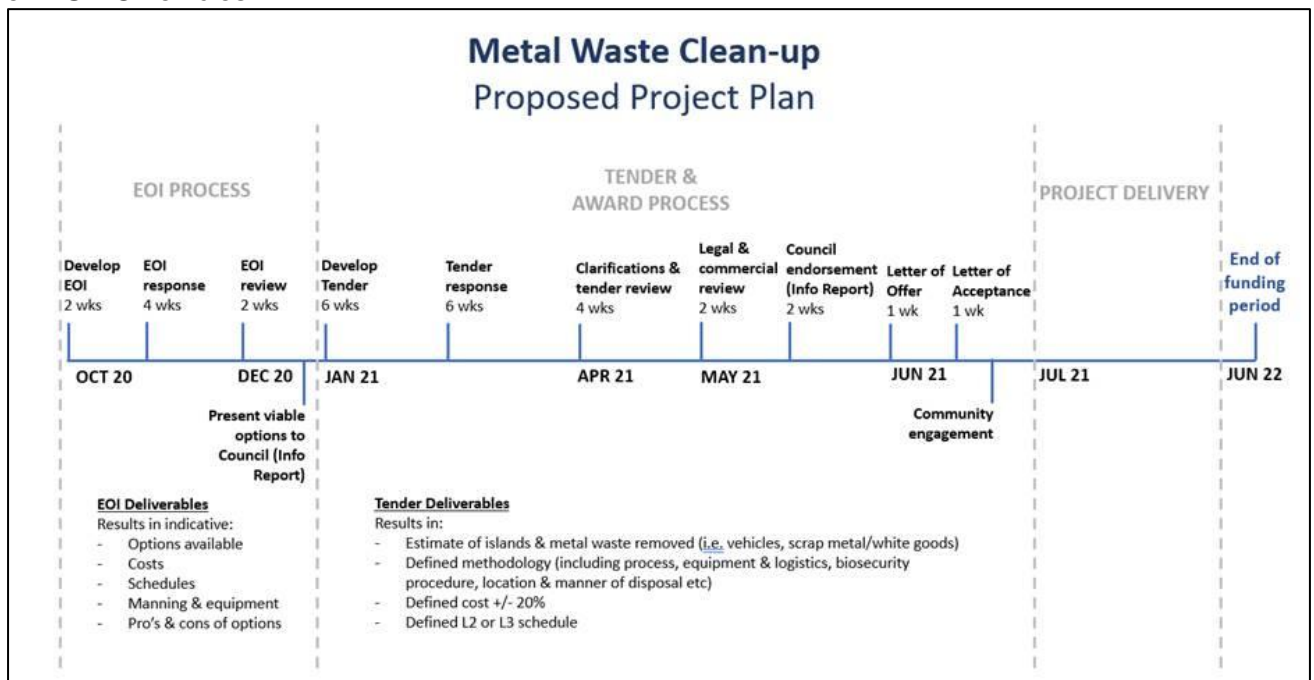 Metal Waste Clean-up
Proposed Project Plan
EOI PROCESS
TENDER &
AWARD PROCESS
PROJECT DELIVERY
Develop
EOI
2 wks
EOI
response
4 wks
EOI
review
2 wks
Develop
Tender
6 wks
Tender
response
6 wks
Clarifications &
tender review
4 wks
Legal &
commercial
review
2 wks
Council
endorsement
(Info Report)
2 wks
Letter of
Offer
1 wk
Letter of
Acceptance
1 wk
End of
funding
period
OCT 20
DEC 20
JAN 21
APR 21
MAY 21
JUN 21
JUL 21
JUN 22
Present viable
options to
Council (Info
Report)
Community
engagement
EOI Deliverables
Results in indicative:
- Options available
- Costs
- Schedules
- Manning & equipment
- Pro's & cons of options
Tender Deliverables
Results in:
- Estimate of islands & metal waste removed (i.e. vehicles, scrap metal/white goods)
- Defined methodology (including process, equipment & logistics, biosecurity
procedure, location & manner of disposal etc)
- Defined cost +/- 20%
- Defined L2 or L3 schedule